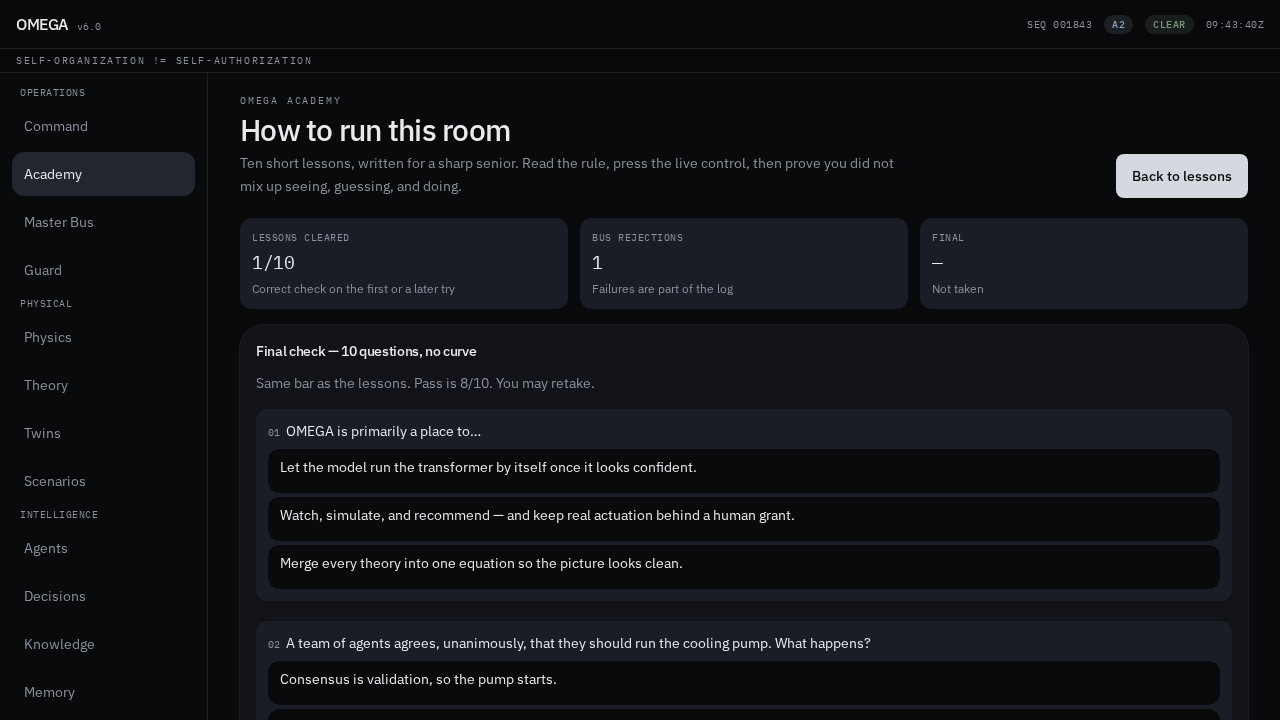 OMEGA v6.0
SEQ 001843 A2 CLEAR 09:43:40Z
SELF-ORGANIZATION != SELF-AUTHORIZATION
OPERATIONS
Command
Academy
Master Bus
Guard
PHYSICAL
Physics
Theory
Twins
Scenarios
INTELLIGENCE
Agents
Decisions
Knowledge
Memory
OMEGA ACADEMY
How to run this room
Ten short lessons, written for a sharp senior. Read the rule, press the live control, then prove you did not
mix up seeing, guessing, and doing.
Back to lessons
LESSONS CLEARED
1/10
Correct check on the first or a later try
BUS REJECTIONS
1
Failures are part of the log
FINAL
—
Not taken
Final check — 10 questions, no curve
Same bar as the lessons. Pass is 8/10. You may retake.
01 OMEGA is primarily a place to…
Let the model run the transformer by itself once it looks confident.
Watch, simulate, and recommend — and keep real actuation behind a human grant.
Merge every theory into one equation so the picture looks clean.
02 A team of agents agrees, unanimously, that they should run the cooling pump. What happens?
Consensus is validation, so the pump starts.